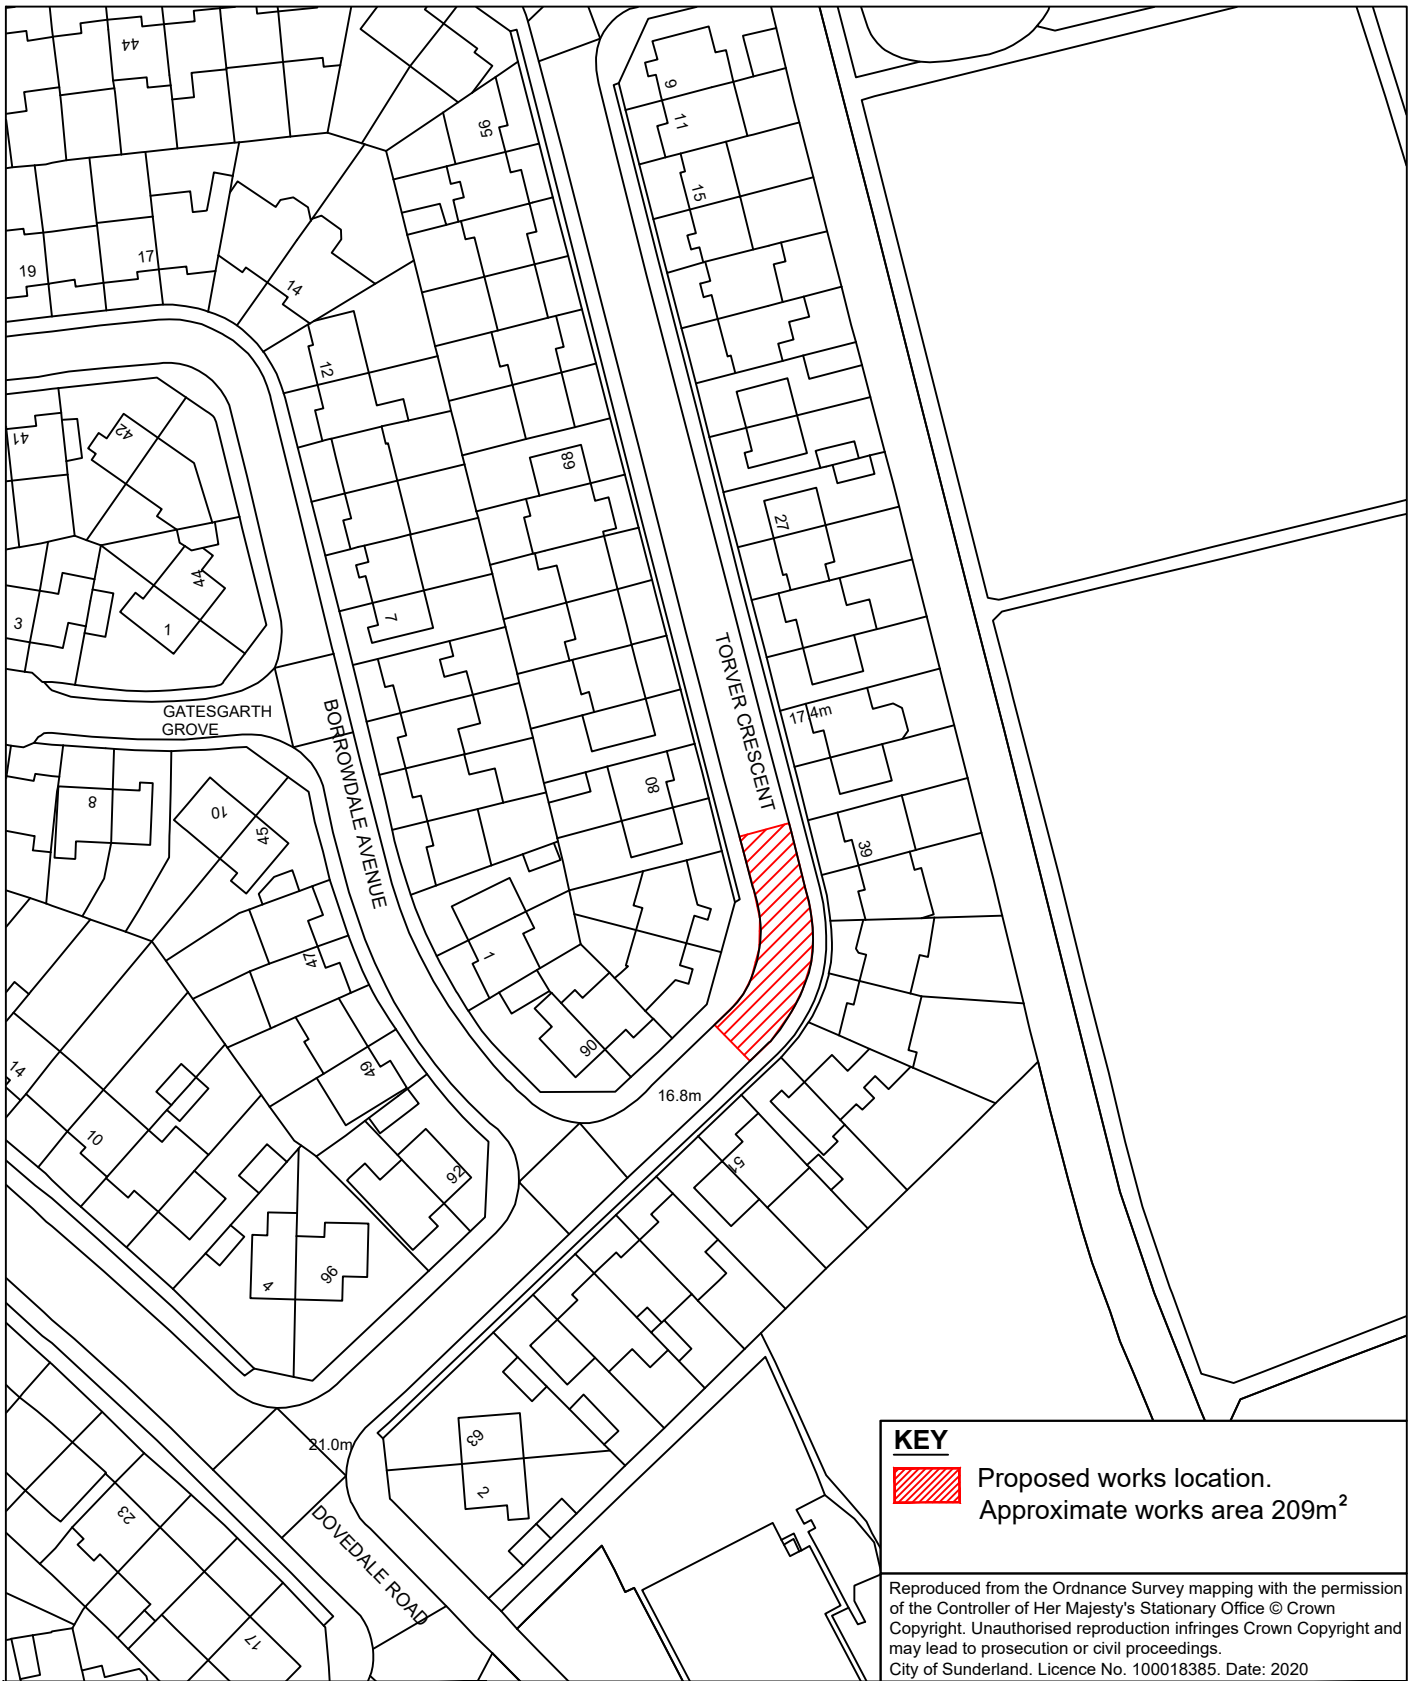 44
56
9
11
15
19
17
14
12
41
42
68
27
44
3
1
7
TORVER CRESCENT
GATESGARTH
GROVE
BORROWDALE AVENUE
17.4m
8
10
45
80
39
47
1
14
49
90
16.8m
10
92
51
4
96
63
21.0m
2
23
DOVEDALE ROAD
17
KEY
Proposed works location.
Approximate works area 209m²
Reproduced from the Ordnance Survey mapping with the permission
of the Controller of Her Majesty's Stationary Office © Crown
Copyright. Unauthorised reproduction infringes Crown Copyright and
may lead to prosecution or civil proceedings.
City of Sunderland. Licence No. 100018385. Date: 2020